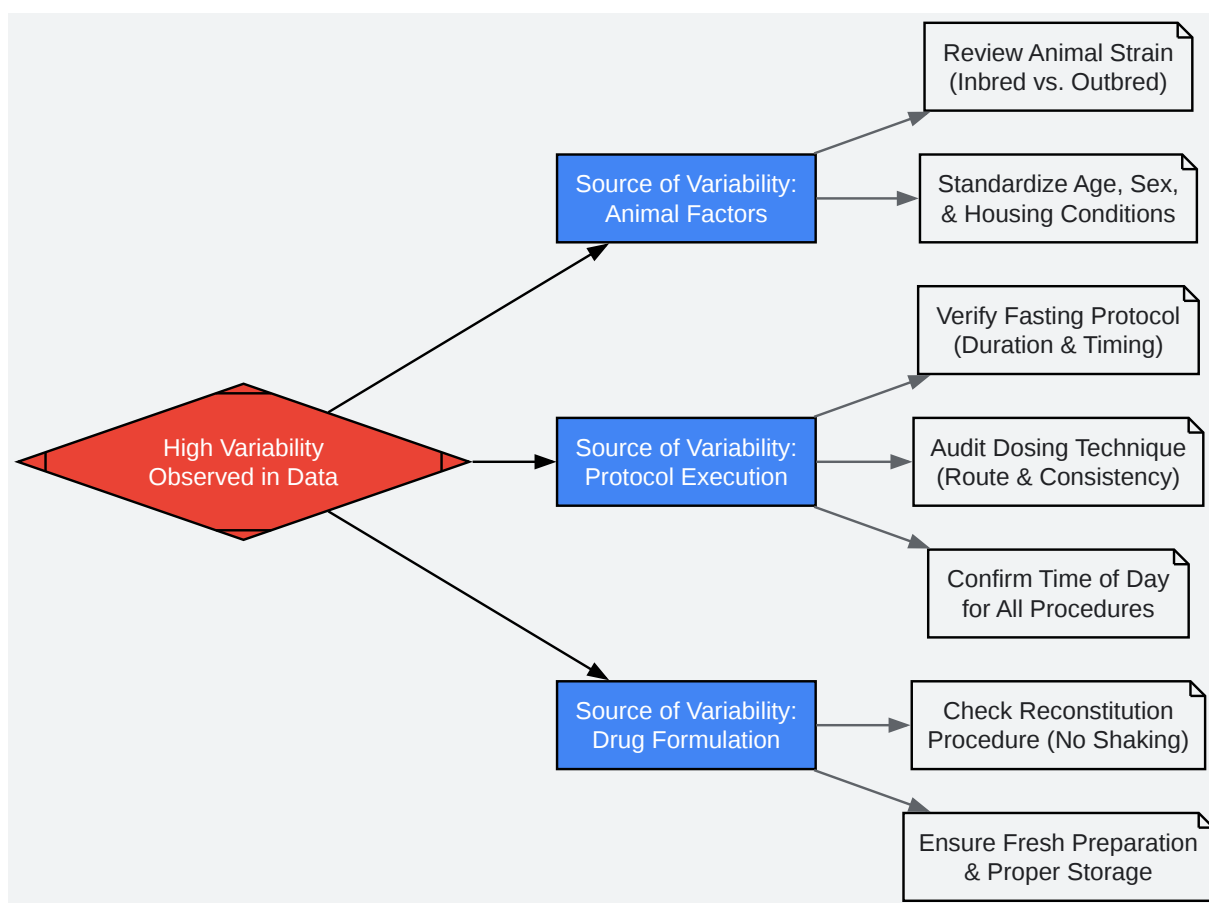 High Variability
Observed in Data
Source of Variability:
Animal Factors
Review Animal Strain
(Inbred vs. Outbred)
Standardize Age, Sex,
& Housing Conditions
Source of Variability:
Protocol Execution
Verify Fasting Protocol
(Duration & Timing)
Audit Dosing Technique
(Route & Consistency)
Confirm Time of Day
for All Procedures
Source of Variability:
Drug Formulation
Check Reconstitution
Procedure (No Shaking)
Ensure Fresh Preparation
& Proper Storage